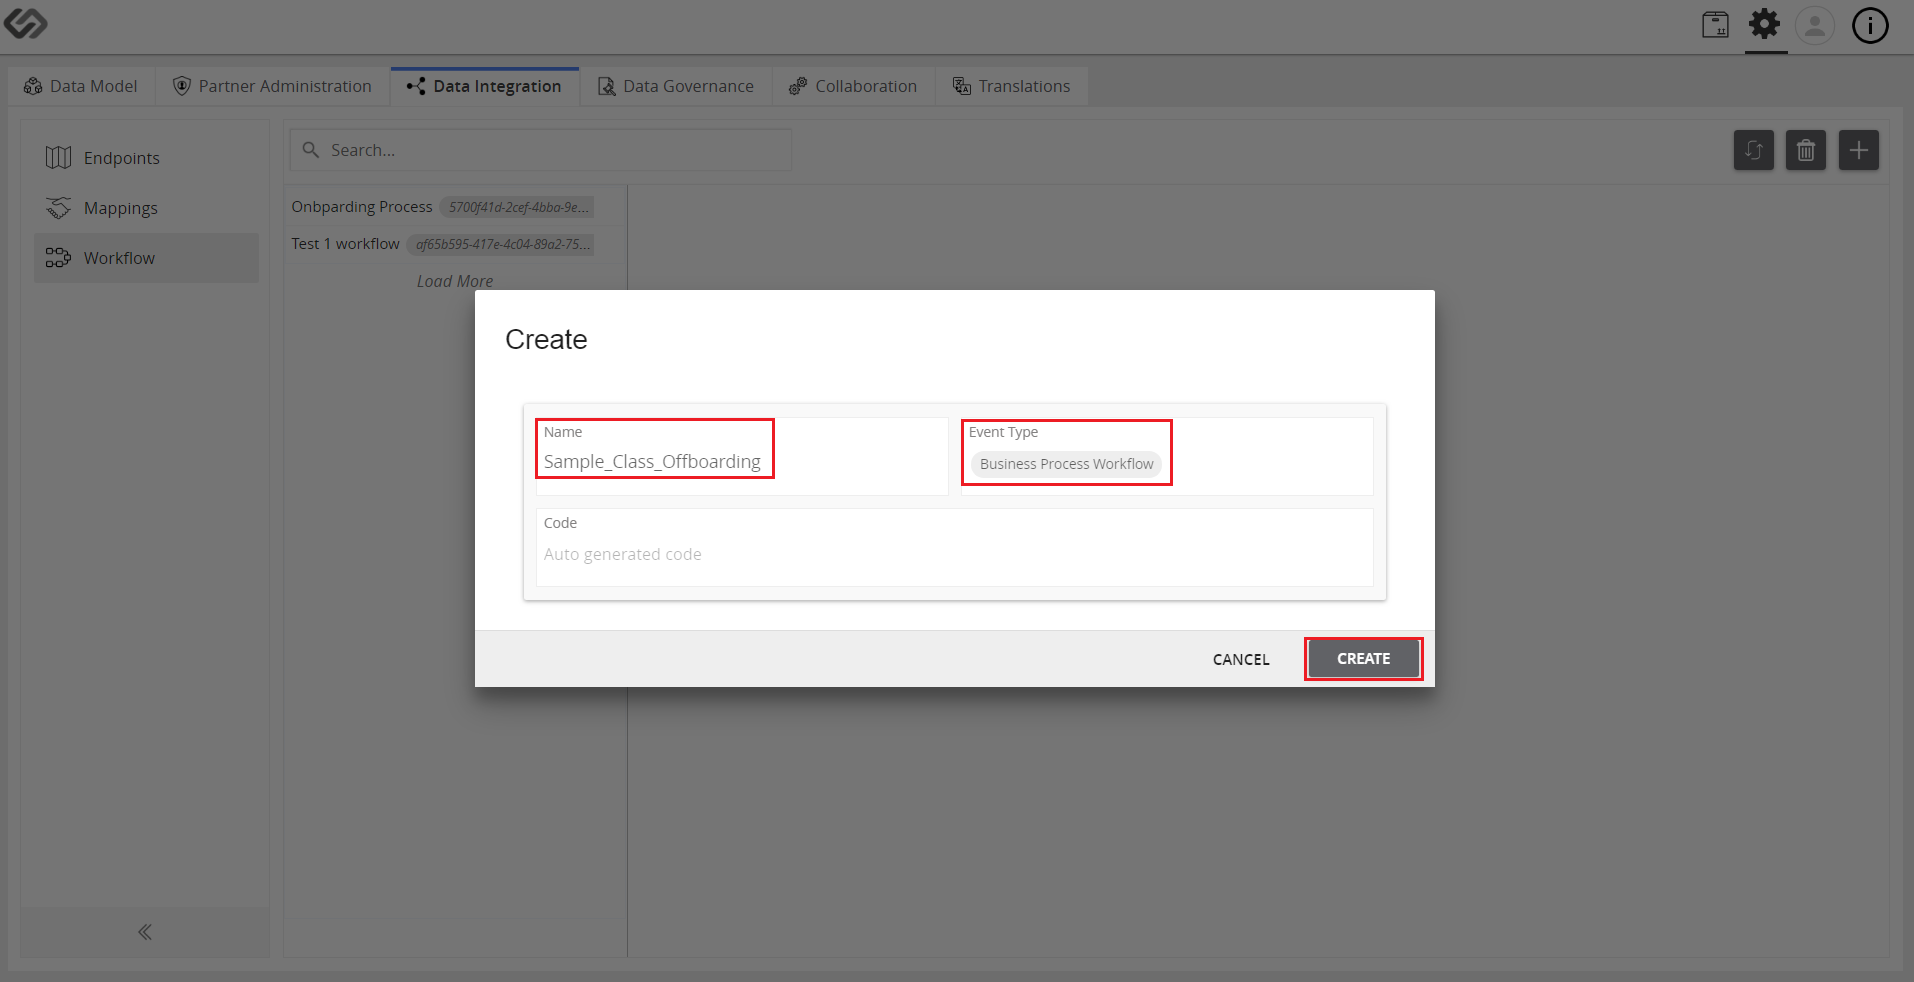 Data Model
Partner Administration
Data Integration
Data Governance
Collaboration
Translations
Endpoints
Mappings
Workflow
Search...
Onbparding Process 5700f41d-2cef-4bba-9e...
Test 1 workflow af65b595-417e-4c04-89a2-75...
Load More
Create
Name
Sample_Class_Offboarding
Event Type
Business Process Workflow
Code
Auto generated code
CANCEL
CREATE